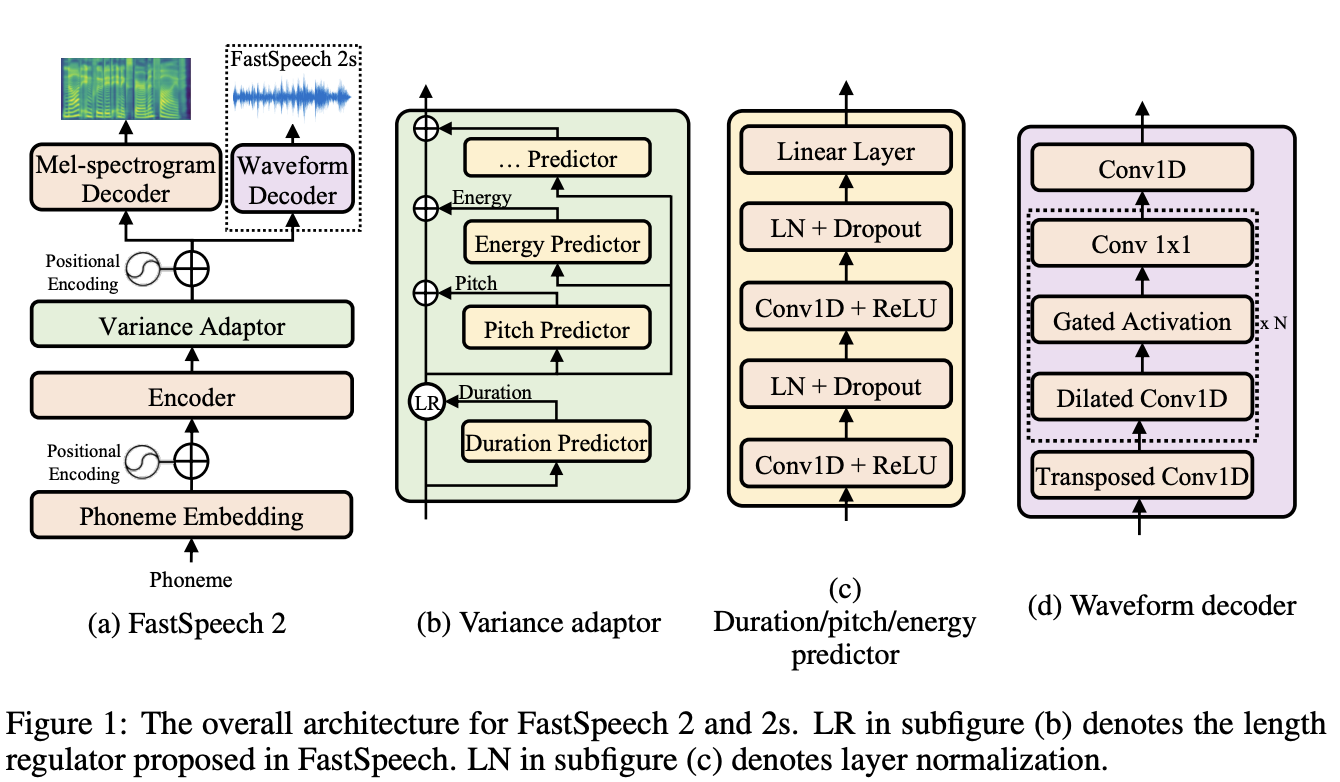 FastSpeech 2s
Mel-spectrogram
Decoder
Waveform
Decoder
Positional
Encoding
Variance Adaptor
Encoder
Positional
Encoding
Phoneme Embedding
Phoneme
(a) FastSpeech 2
... Predictor
Energy
Energy Predictor
Pitch
Pitch Predictor
LR
Duration
Duration Predictor
(b) Variance adaptor
Linear Layer
LN + Dropout
Conv1D + ReLU
LN + Dropout
Conv1D + ReLU
(c)
Duration/pitch/energy
predictor
Conv1D
Conv 1x1
Gated Activation
x N
Dilated Conv1D
Transposed Conv1D
(d) Waveform decoder
Figure 1: The overall architecture for FastSpeech 2 and 2s. LR in subfigure (b) denotes the length
regulator proposed in FastSpeech. LN in subfigure (c) denotes layer normalization.